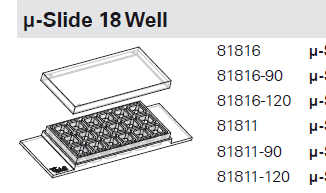 µ-Slide 18 Well
81816 µ-
81816-90 µ-
81816-120 µ-
81811 µ-
81811-90 µ-
81811-120 µ-